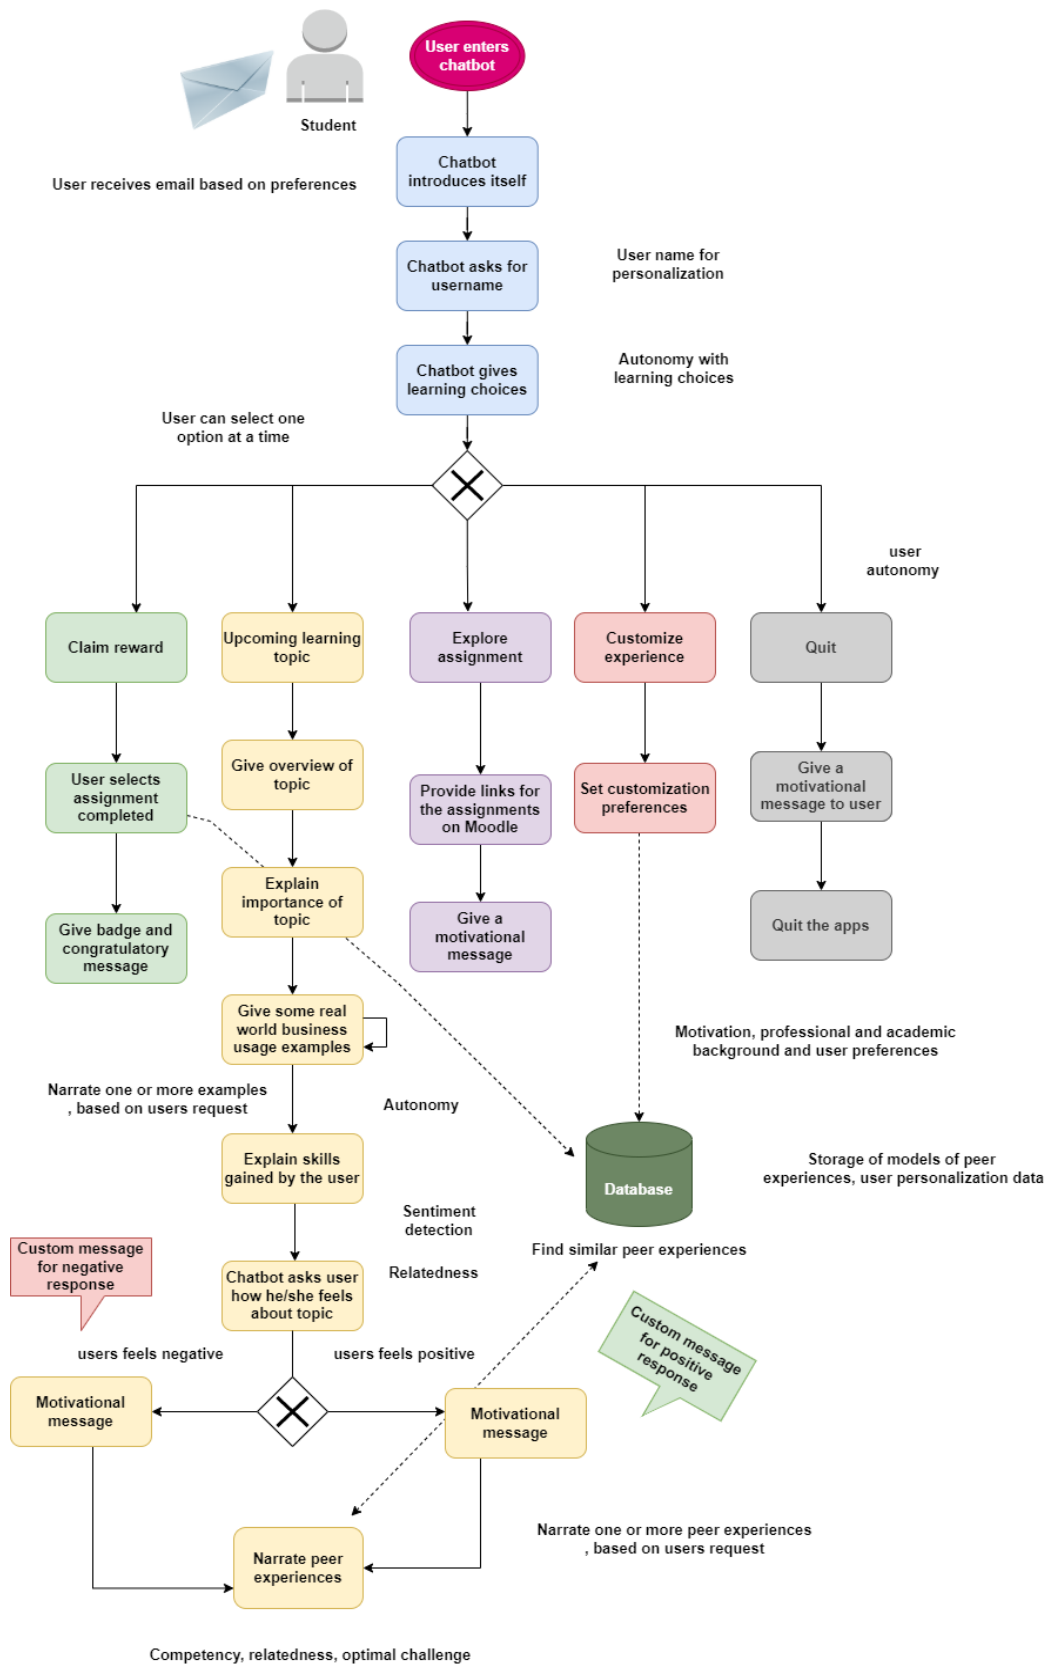 User enters
chatbot
Student
Chatbot
introduces itself
User receives email based on preferences
Chatbot asks for
username
User name for
personalization
Chatbot gives
learning choices
Autonomy with
learning choices
User can select one
option at a time
user
autonomy
Claim reward
Upcoming learning
topic
Explore
assignment
Customize
experience
Quit
User selects
assignment
completed
Give overview of
topic
Provide links for
the assignments
on Moodle
Set customization
preferences
Give a
motivational
message to user
Explain
importance of
topic
Give badge and
congratulatory
message
Give a
motivational
message
Quit the apps
Give some real
world business
usage examples
Motivation, professional and academic
background and user preferences
Narrate one or more examples
, based on users request
Autonomy
Explain skills
gained by the user
Database
Storage of models of peer
experiences, user personalization data
Sentiment
detection
Find similar peer experiences
Custom message
for negative
response
Relatedness
Chatbot asks user
how he/she feels
about topic
Custom message
for positive
response
users feels negative
users feels positive
Motivational
message
Motivational
message
Narrate one or more peer experiences
, based on users request
Narrate peer
experiences
Competency, relatedness, optimal challenge